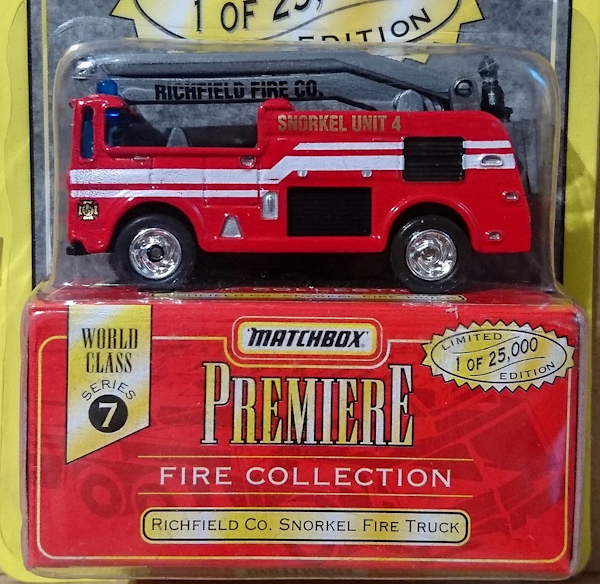 1 OF 25,
EDITION
RICHFIELD FIRE CO.
SNORKEL UNIT 4
WORLD
CLASS
SERIES
7
MATCHBOX
LIMITED
1 OF 25,000
EDITION
PREMIERE
FIRE COLLECTION
RICHFIELD CO. SNORKEL FIRE TRUCK